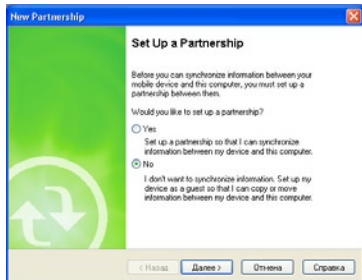 New Partnership
Set Up a Partnership
Before you can synchronize information between your
mobile device and this computer, you must set up a
partnership between them.
Would you like to set up a partnership?
Yes
Set up a partnership so that I can synchronize
information between my device and this computer.
No
I don't want to synchronize information. Set up my
device as a guest so that I can copy or move
information between my device and this computer.
< Назад Далее > Отмена Справка